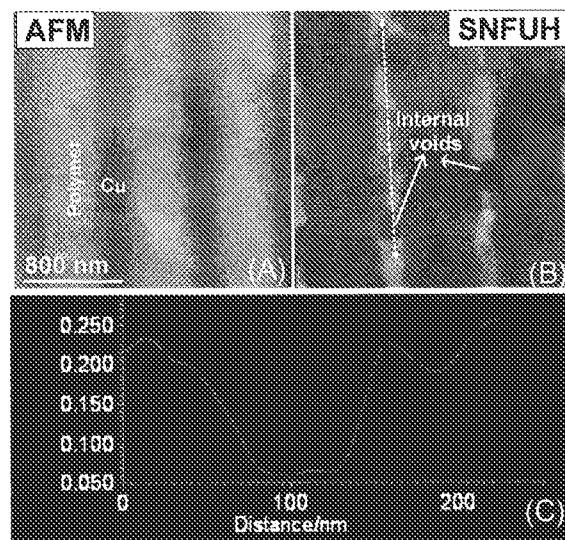 AFM
SNFUH
Internal
voids
Polymer
Cu
800 nm
(A)
(B)
0.250
0.200
0.150
0.100
0.050
0
100
200
Distance/nm
(C)